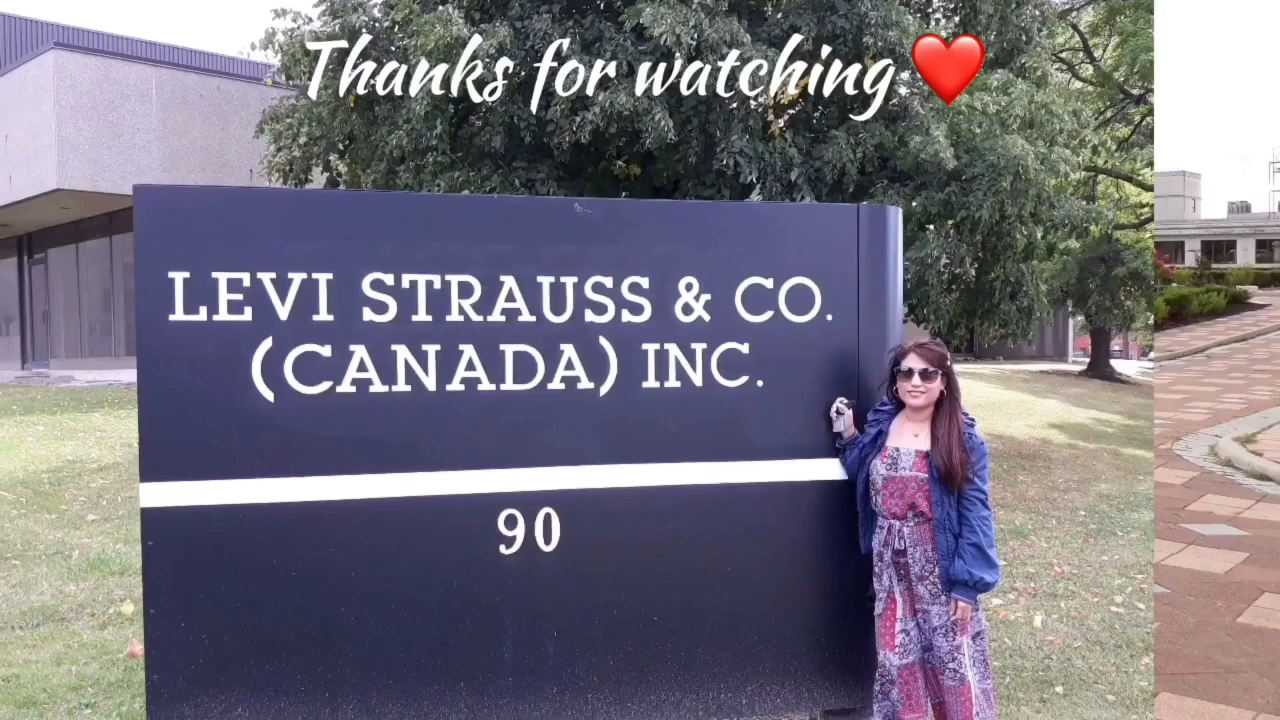 Thanks for watching ❤️
LEVI STRAUSS & CO.
(CANADA) INC.
90